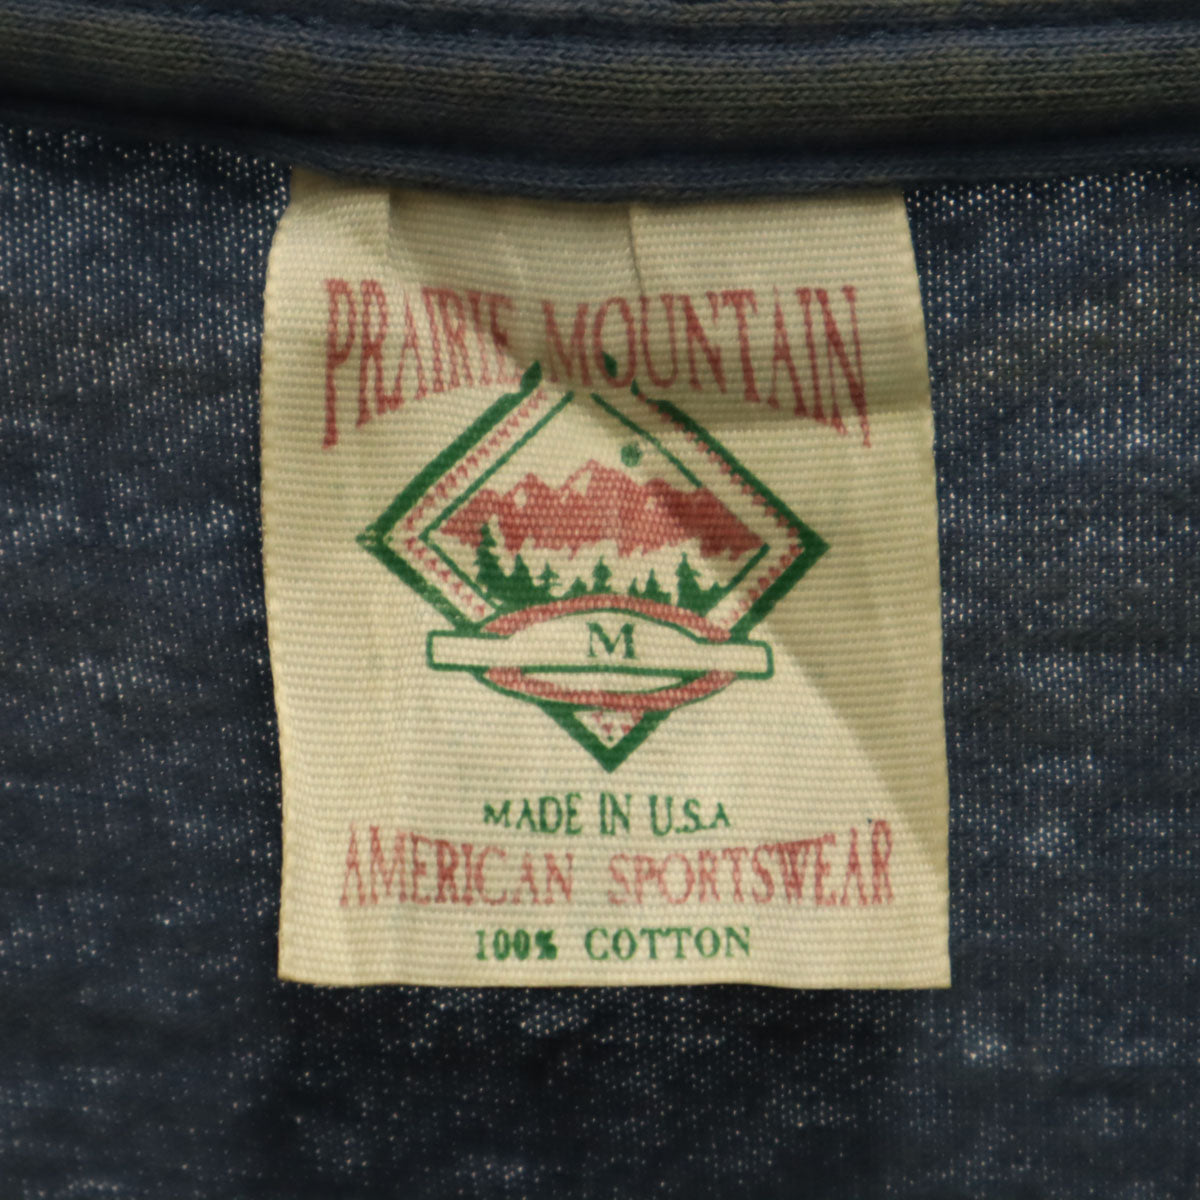 PRAIRIE MOUNTAIN
M
MADE IN U.S.A
AMERICAN SPORTSWEAR
100% COTTON